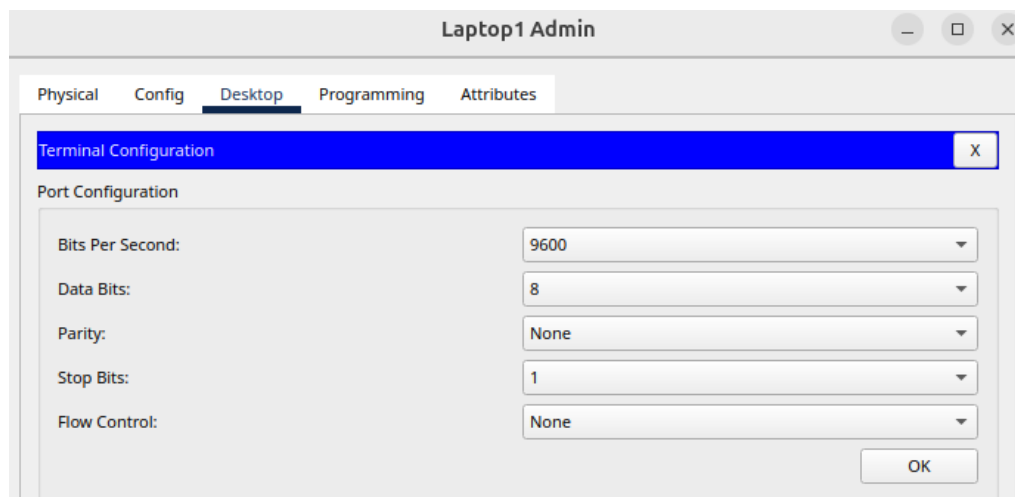 Laptop1 Admin
Physical Config Desktop Programming Attributes
Terminal Configuration X
Port Configuration
Bits Per Second: 9600
Data Bits: 8
Parity: None
Stop Bits: 1
Flow Control: None
OK